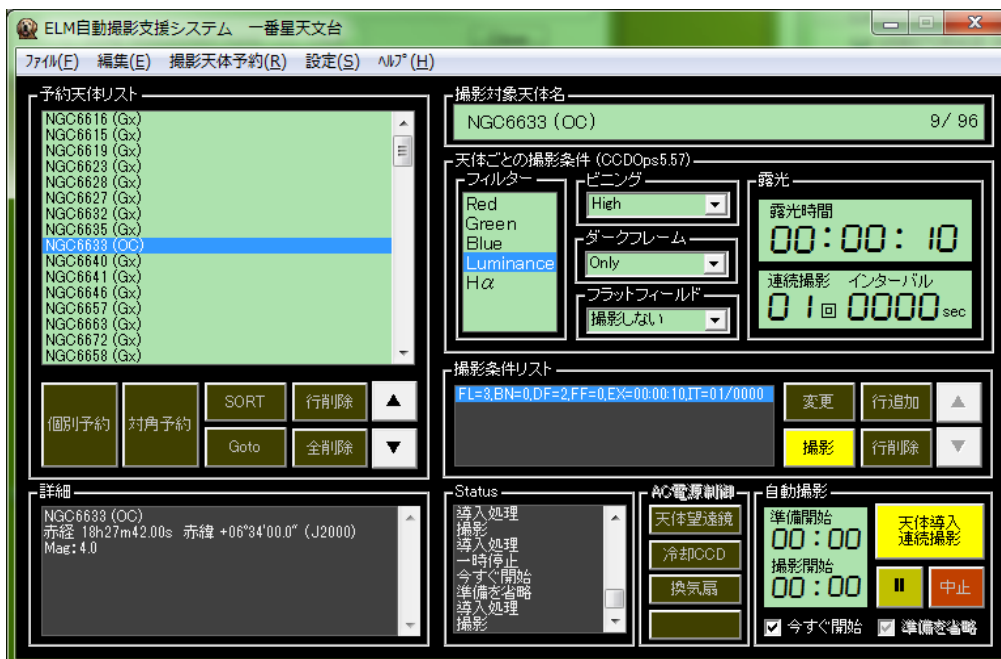 ELM自動撮影支援システム　一番星天文台
ﾌｧｲﾙ(F) 編集(E) 撮影天体予約(R) 設定(S) ﾍﾙﾌﾟ(H)
予約天体リスト
NGC6616 (Gx)
NGC6615 (Gx)
NGC6619 (Gx)
NGC6623 (Gx)
NGC6628 (Gx)
NGC6627 (Gx)
NGC6632 (Gx)
NGC6635 (Gx)
NGC6633 (OC)
NGC6640 (Gx)
NGC6641 (Gx)
NGC6646 (Gx)
NGC6657 (Gx)
NGC6663 (Gx)
NGC6672 (Gx)
NGC6658 (Gx)
個別予約 対角予約 SORT 行削除 ▲
Goto 全削除 ▼
撮影対象天体名
NGC6633 (OC) 9/ 96
天体ごとの撮影条件 (CCDOps5.57)
フィルター
Red
Green
Blue
Luminance
Hα
ビニング
High
ダークフレーム
Only
フラットフィールド
撮影しない
露光
露光時間
00:00:10
連続撮影 インターバル
01回 0000sec
撮影条件リスト
FL=3,BN=0,DF=2,FF=0,EX=00:00:10,IT=01/0000
変更 行追加 ▲
撮影 行削除 ▼
詳細
NGC6633 (OC)
赤経 18h27m42.00s 赤緯 +06°34'00.0" (J2000)
Mag: 4.0
Status
導入処理
撮影
導入処理
一時停止
今すぐ開始
準備を省略
導入処理
撮影
AC電源制御
天体望遠鏡
冷却CCD
換気扇
自動撮影
準備開始
00:00
撮影開始
00:00
天体導入
連続撮影
中止
今すぐ開始 準備を省略